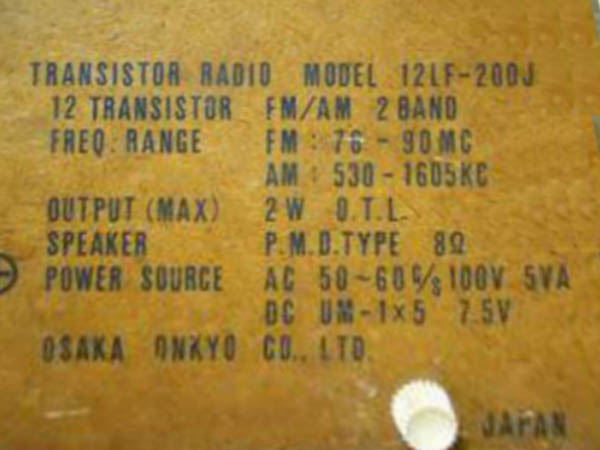 TRANSISTOR RADIO MODEL 12LF-200J
12 TRANSISTOR FM/AM 2 BAND
FREQ. RANGE FM : 76 - 90MC
AM : 530 - 1605KC
OUTPUT (MAX) 2W O.T.L.
SPEAKER P.M.D.TYPE 8Ω
POWER SOURCE AC 50~60 C/S 100V 5VA
DC UM-1×5 7.5V
OSAKA ONKYO CO., LTD.
JAPAN